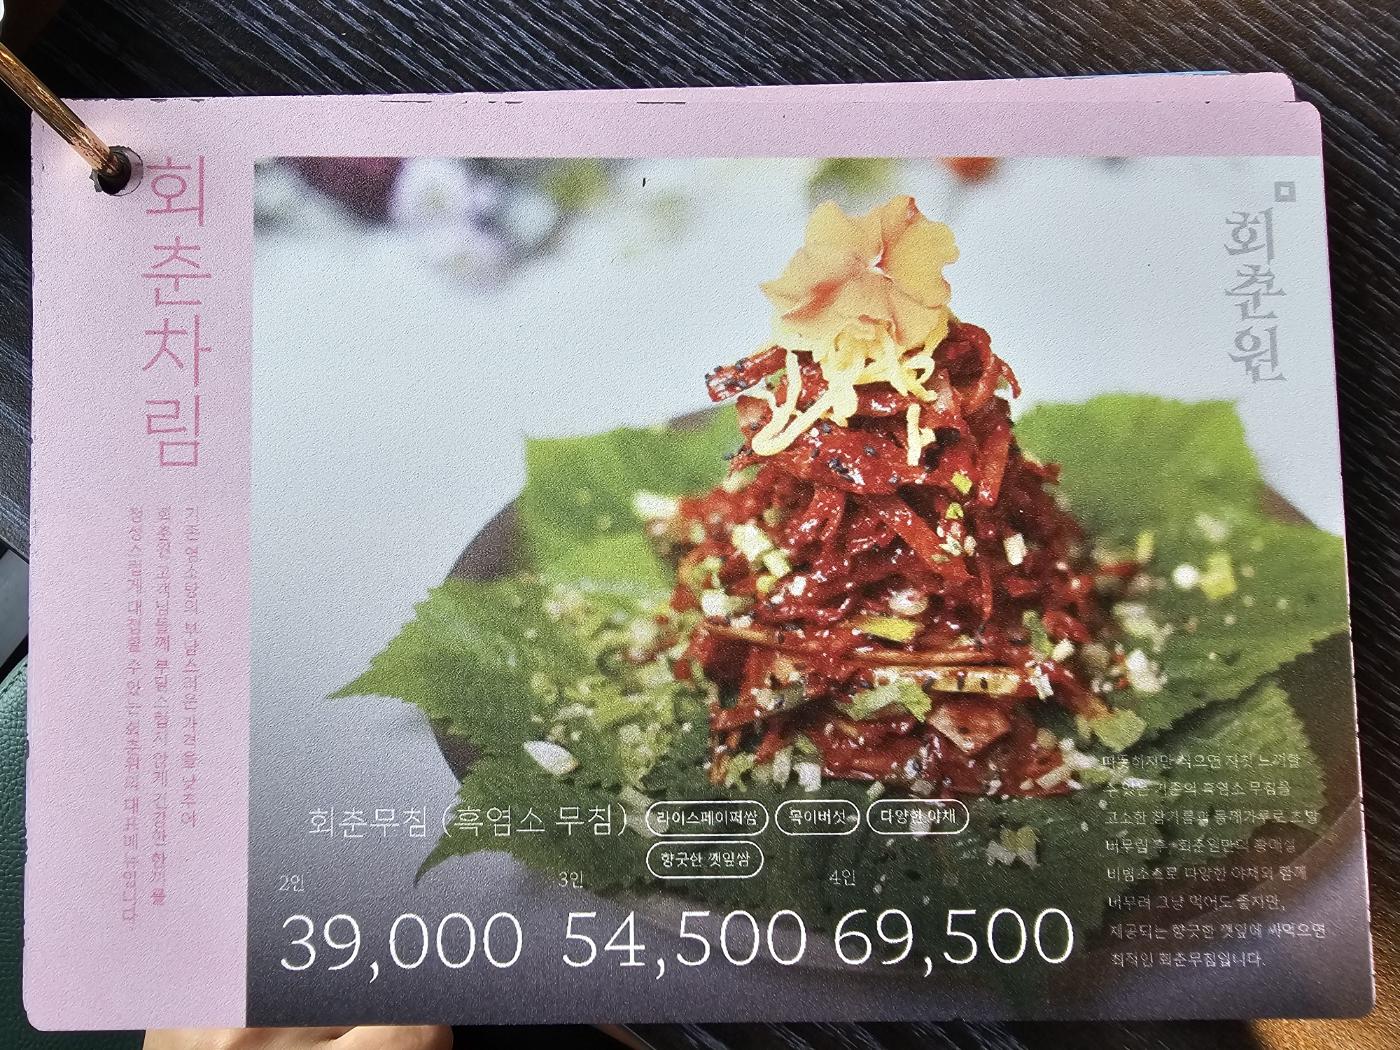 회춘차림
기존 염소탕의 부담스러운 가격을 낮추어
회춘원 고객님들께 부담스럽지 않게 건강한 한끼를
정성스럽게 대접할 수 있는 회춘원의 대표메뉴입니다.
회춘원
회춘무침 (흑염소 무침)
라이스페이퍼쌈 목이버섯 다양한 야채
향긋한 깻잎쌈
2인 3인 4인
39,000 54,500 69,500
따듯하지만 식으면 자칫 느끼할
수 있는 기존의 흑염소 무침을
고소한 참기름과 들깨가루로 초벌
버무림 후, 회춘원만의 황매실
비빔소스로 다양한 야채와 함께
버무려 그냥 먹어도 좋지만,
제공되는 향긋한 깻잎에 싸먹으면
최적인 회춘무침입니다.